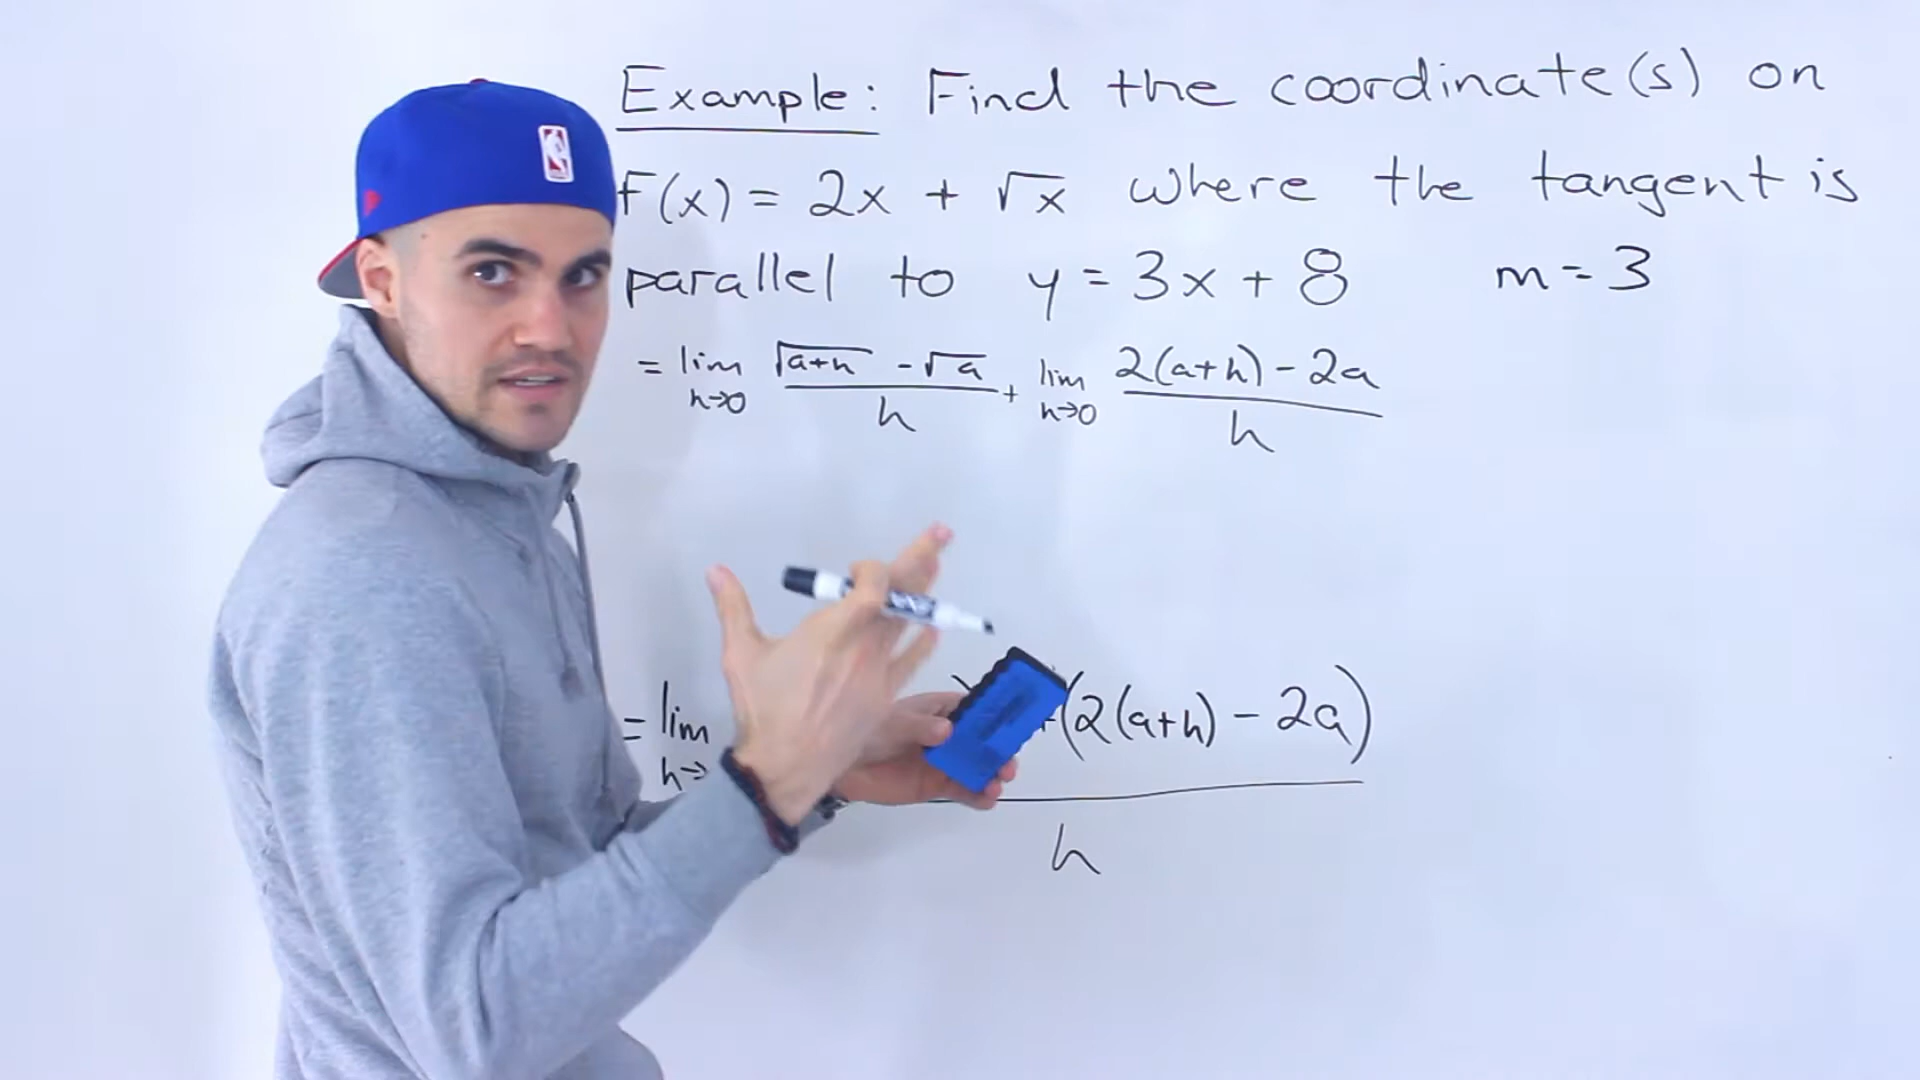 Example: Find the coordinate(s) on
f(x) = 2x + √x where the tangent is
parallel to y = 3x + 8 m = 3
= lim h→0 √a+h - √a / h + lim h→0 2(a+h) - 2a / h
= lim h→ (2(a+h) - 2a) / h